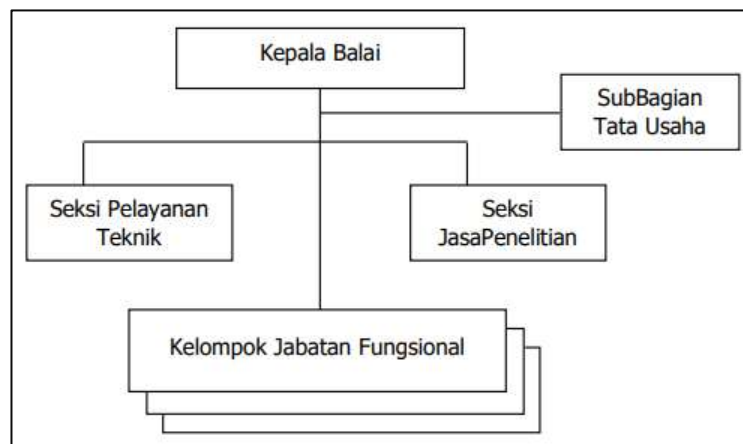 Kepala Balai
SubBagian
Tata Usaha
Seksi Pelayanan
Teknik
Seksi
JasaPenelitian
Kelompok Jabatan Fungsional